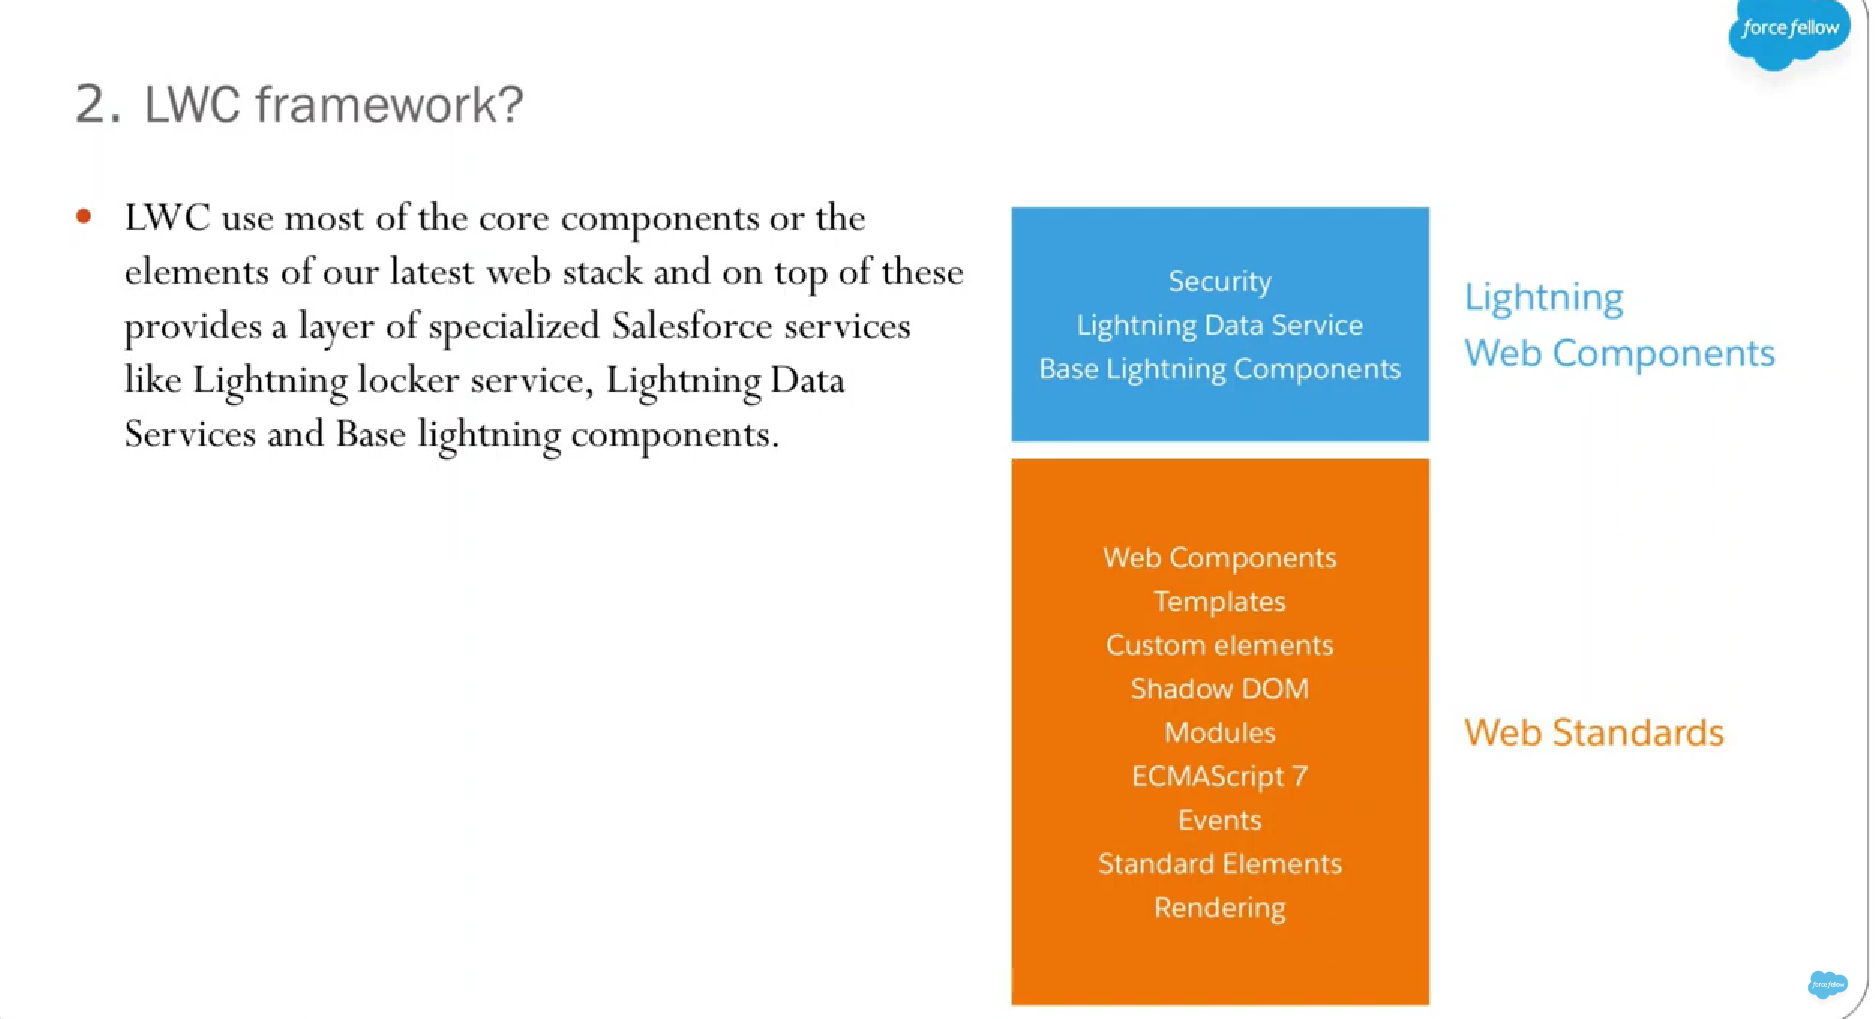 force fellow
2. LWC framework?
• LWC use most of the core components or the
elements of our latest web stack and on top of these
provides a layer of specialized Salesforce services
like Lightning locker service, Lightning Data
Services and Base lightning components.
Security
Lightning Data Service
Base Lightning Components
Lightning
Web Components
Web Components
Templates
Custom elements
Shadow DOM
Modules
ECMAScript 7
Events
Standard Elements
Rendering
Web Standards
force fellow